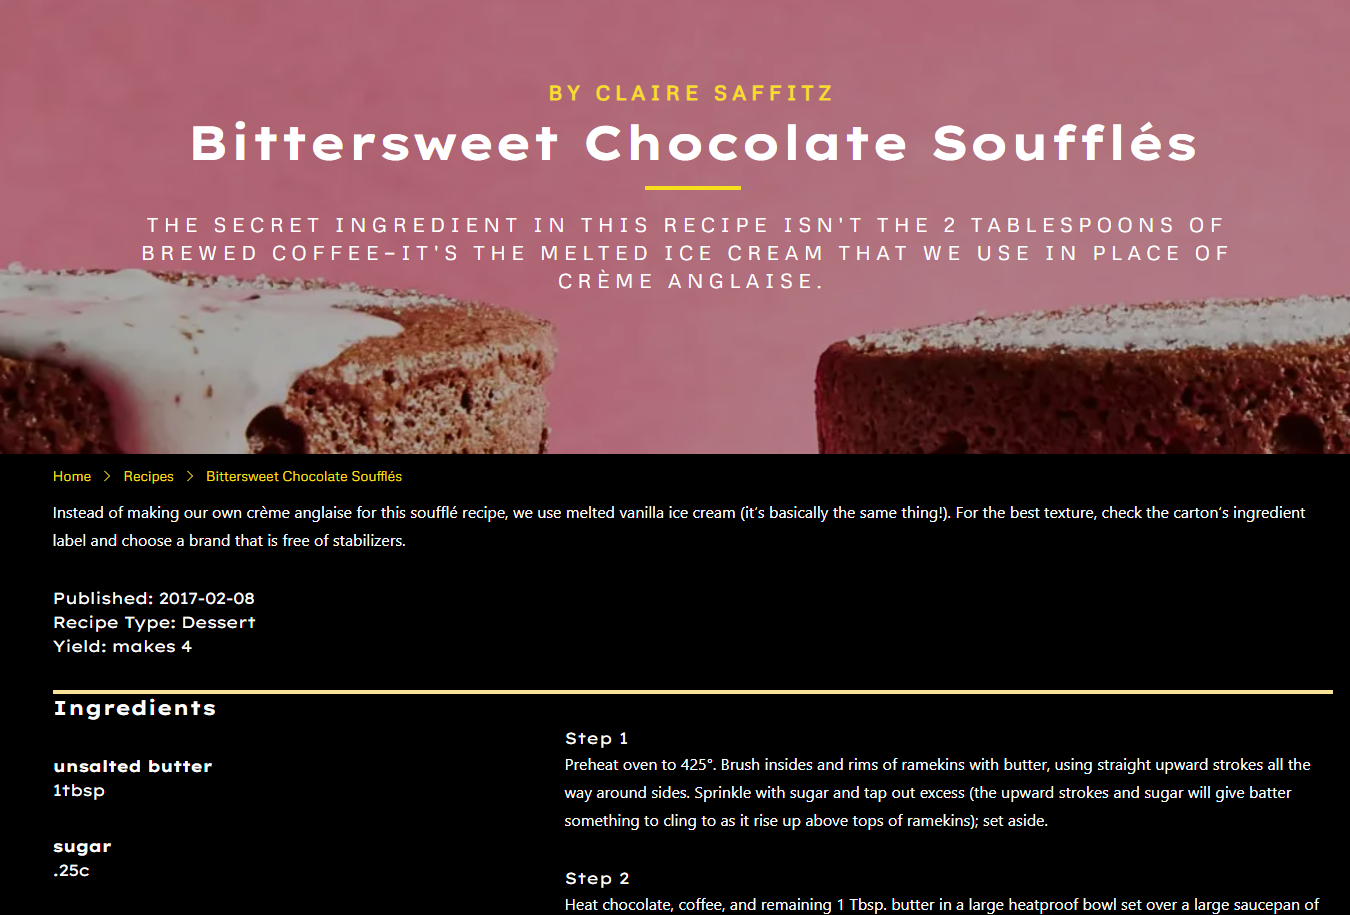 BY CLAIRE SAFFITZ
Bittersweet Chocolate Soufflés
THE SECRET INGREDIENT IN THIS RECIPE ISN'T THE 2 TABLESPOONS OF
BREWED COFFEE–IT'S THE MELTED ICE CREAM THAT WE USE IN PLACE OF
CRÈME ANGLAISE.
Home > Recipes > Bittersweet Chocolate Soufflés
Instead of making our own crème anglaise for this soufflé recipe, we use melted vanilla ice cream (it’s basically the same thing!). For the best texture, check the carton’s ingredient
label and choose a brand that is free of stabilizers.
Published: 2017-02-08
Recipe Type: Dessert
Yield: makes 4
Ingredients
unsalted butter
1tbsp
sugar
.25c
Step 1
Preheat oven to 425°. Brush insides and rims of ramekins with butter, using straight upward strokes all the
way around sides. Sprinkle with sugar and tap out excess (the upward strokes and sugar will give batter
something to cling to as it rise up above tops of ramekins); set aside.
Step 2
Heat chocolate, coffee, and remaining 1 Tbsp. butter in a large heatproof bowl set over a large saucepan of